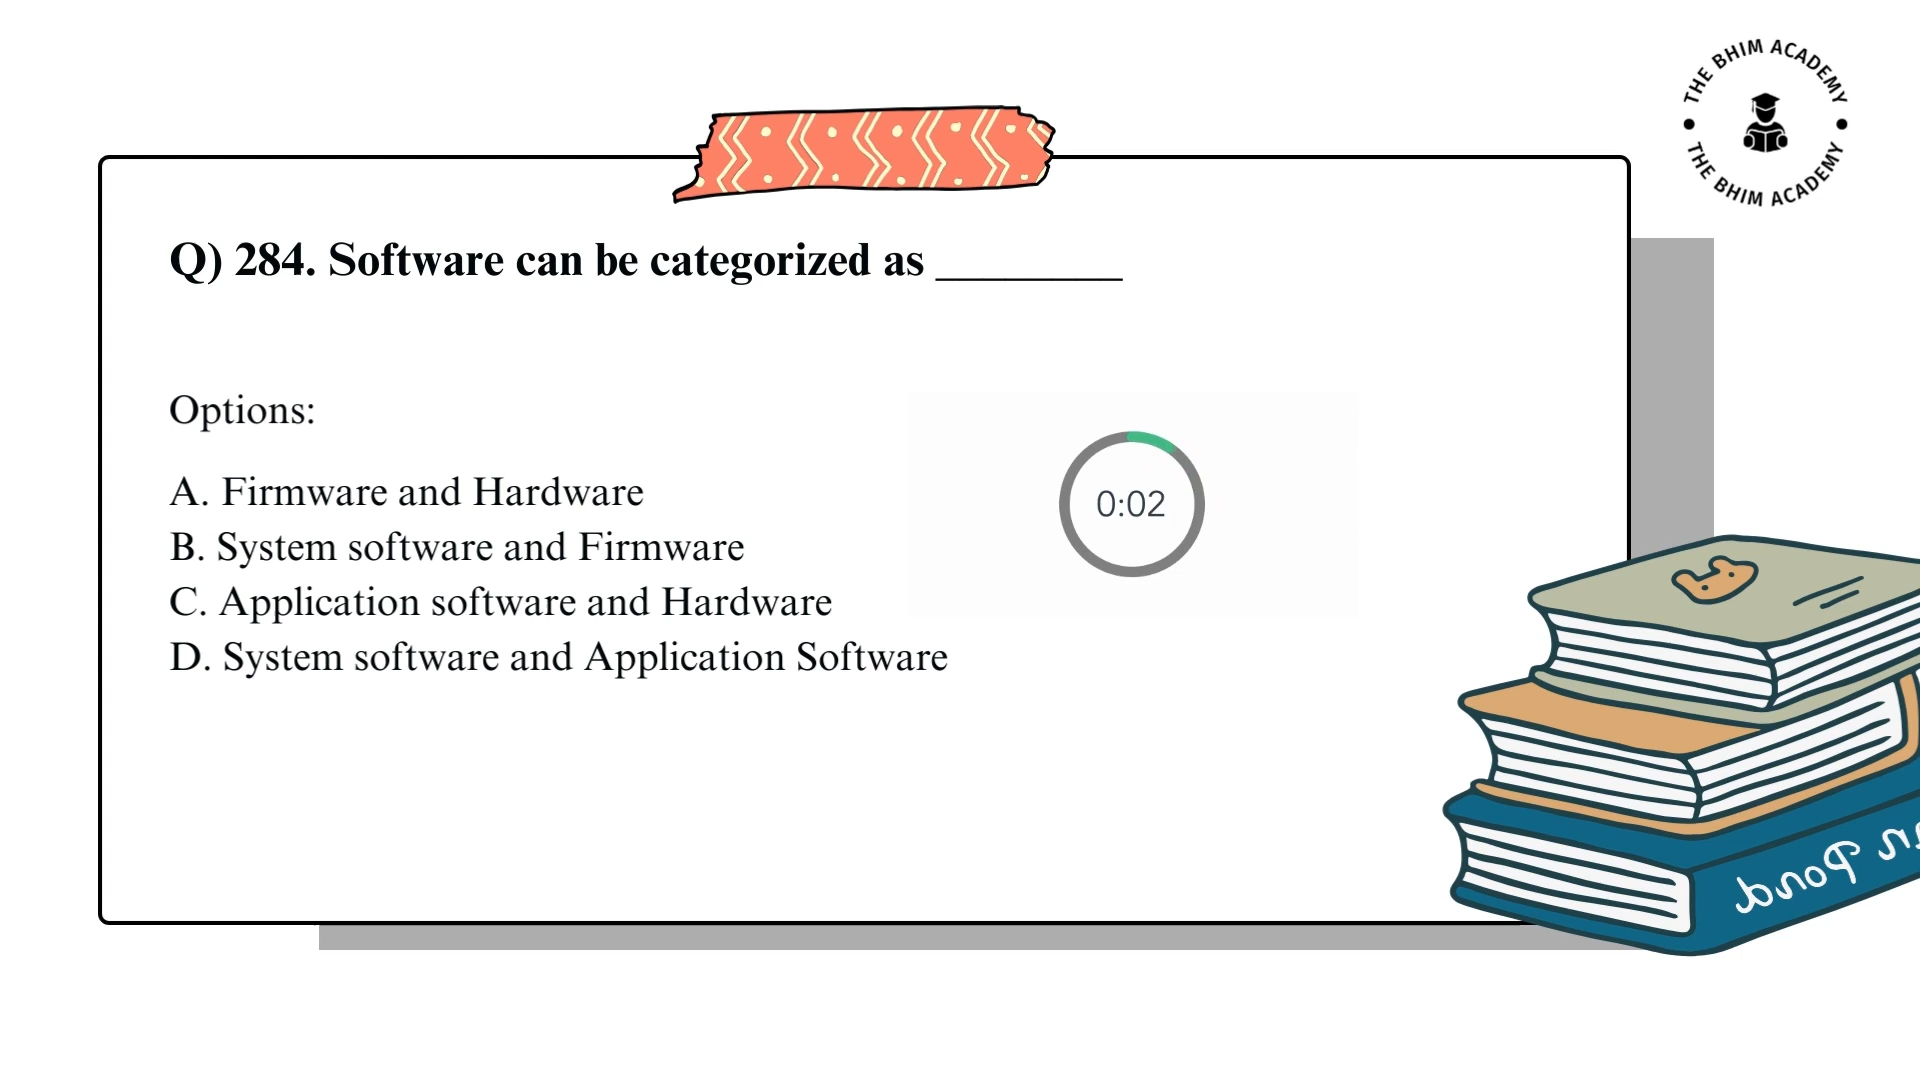 THE BHIM ACADEMY
THE BHIM ACADEMY
Q) 284. Software can be categorized as ________
Options:
A. Firmware and Hardware
0:02
B. System software and Firmware
C. Application software and Hardware
D. System software and Application Software